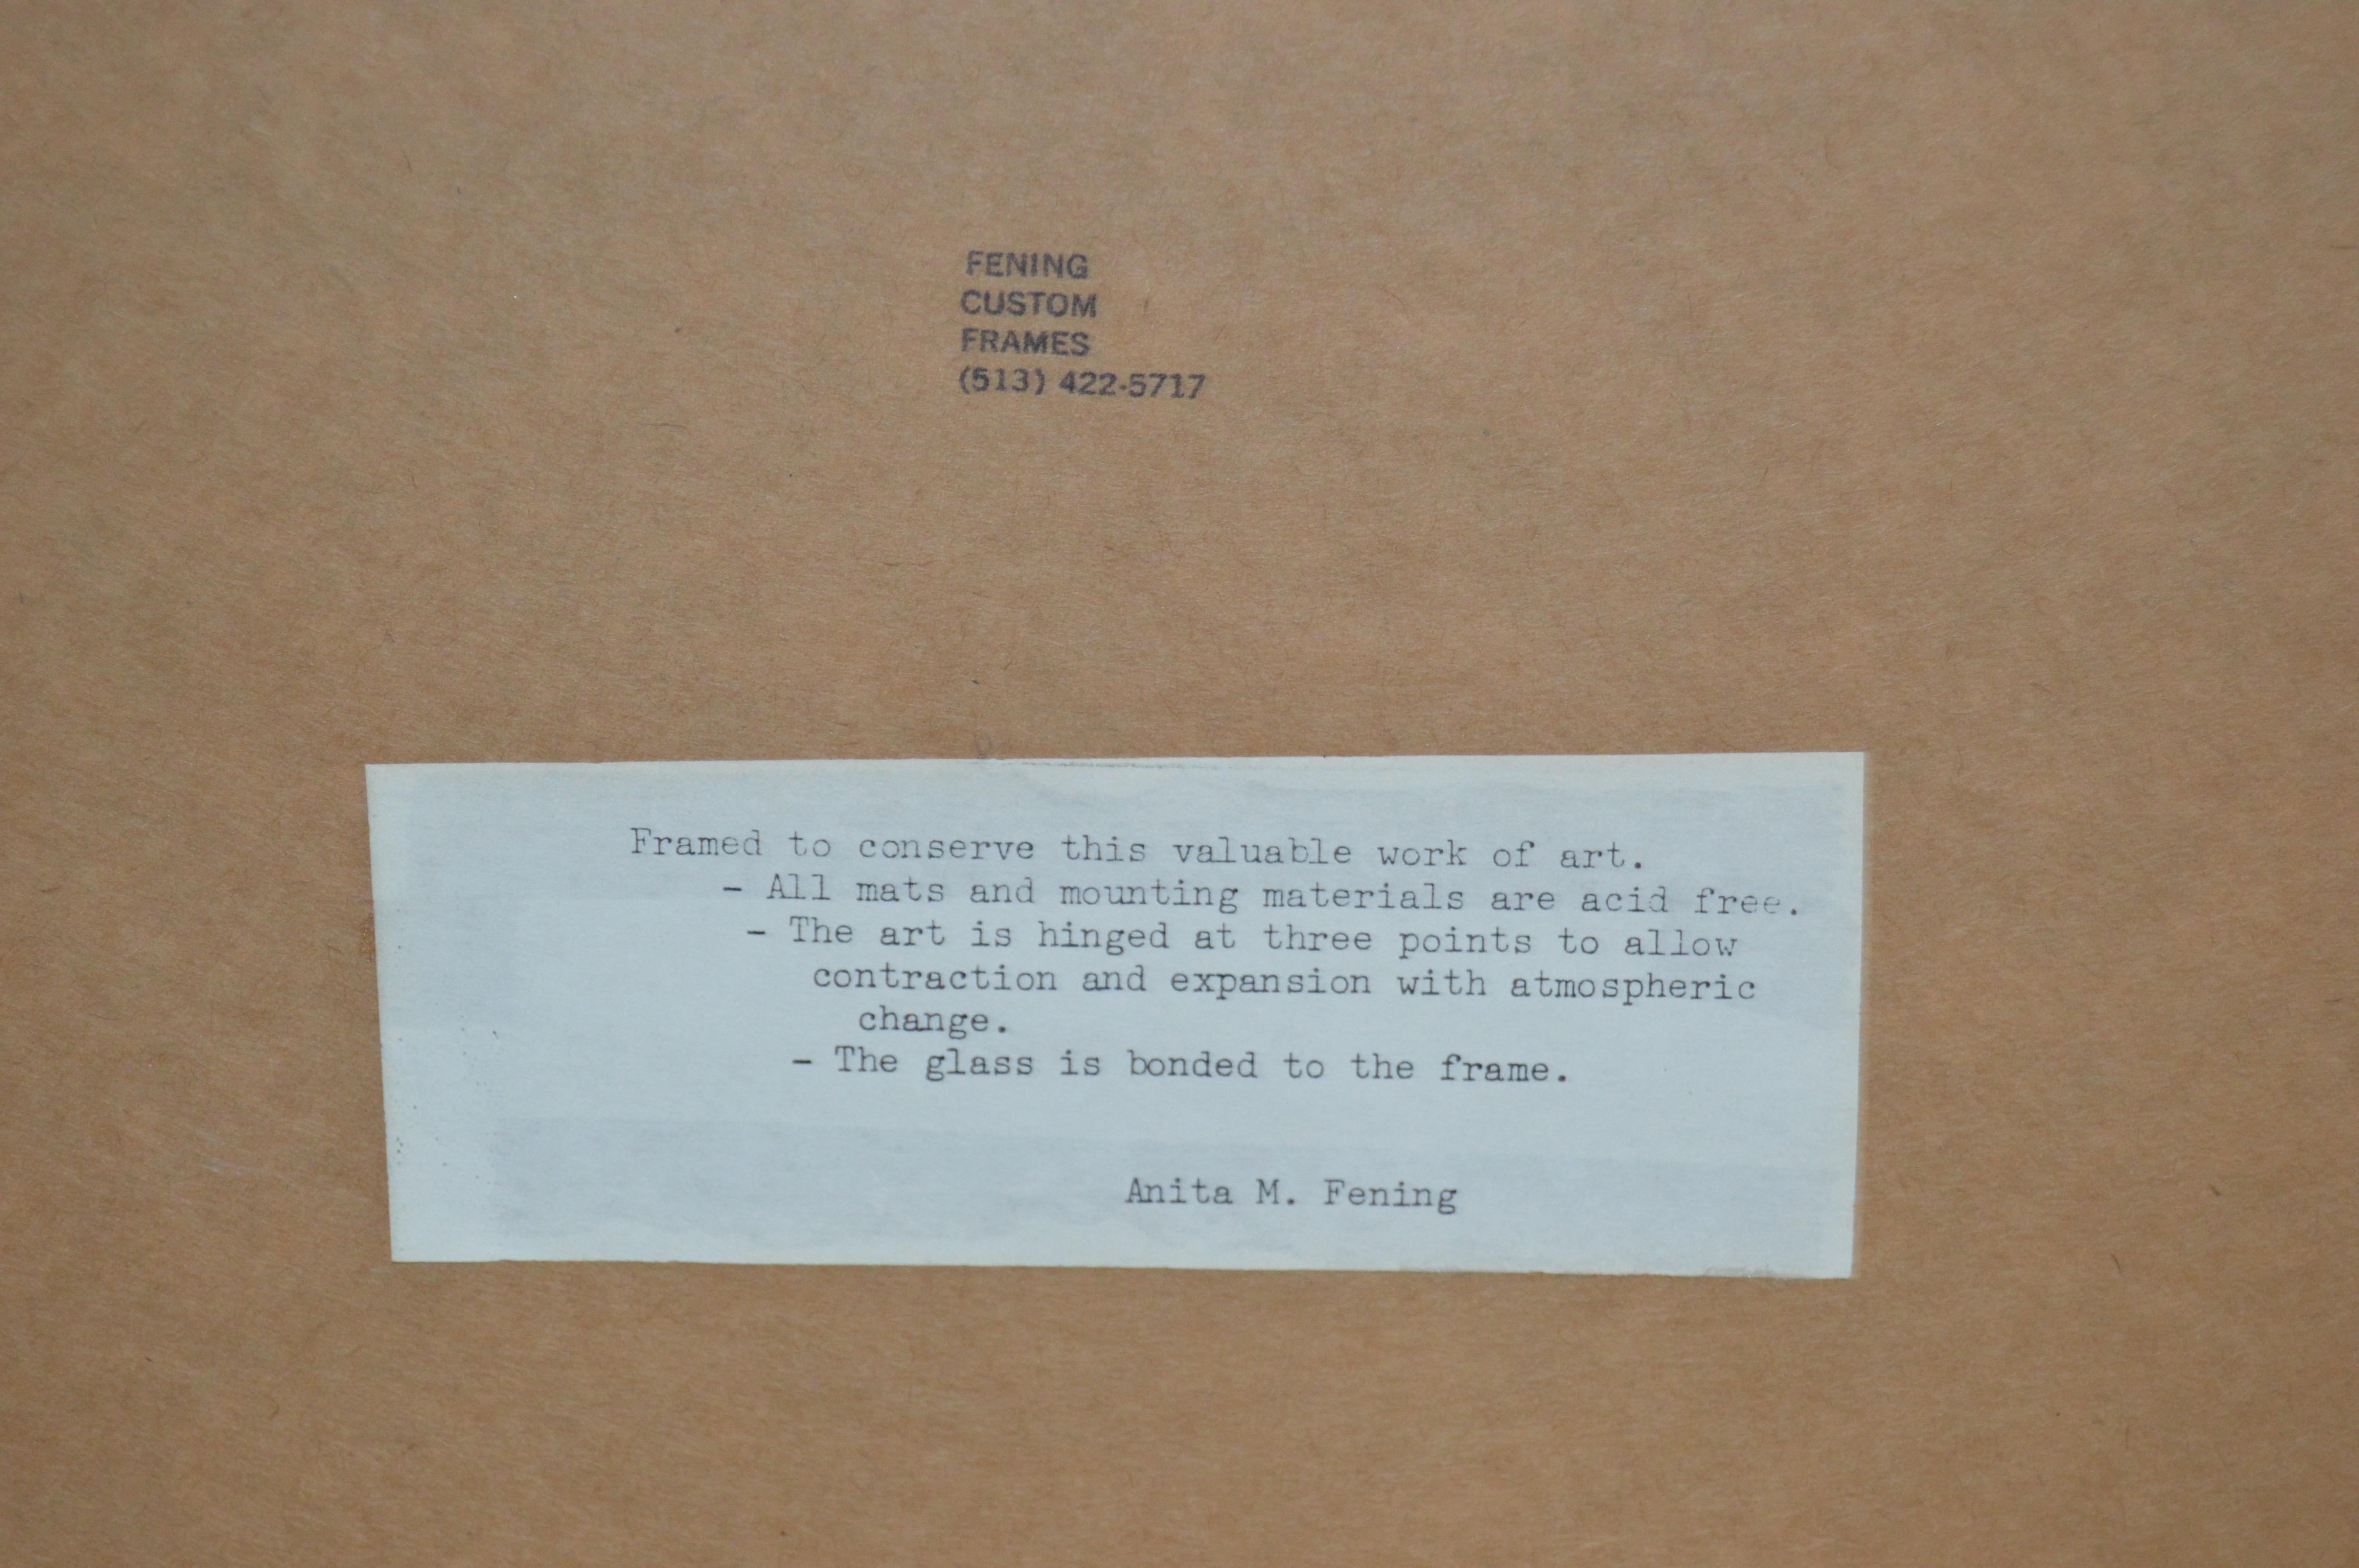 FENING
CUSTOM
FRAMES
(513) 422-5717
Framed to conserve this valuable work of art.
- All mats and mounting materials are acid free.
- The art is hinged at three points to allow
contraction and expansion with atmospheric
change.
- The glass is bonded to the frame.
Anita M. Fening